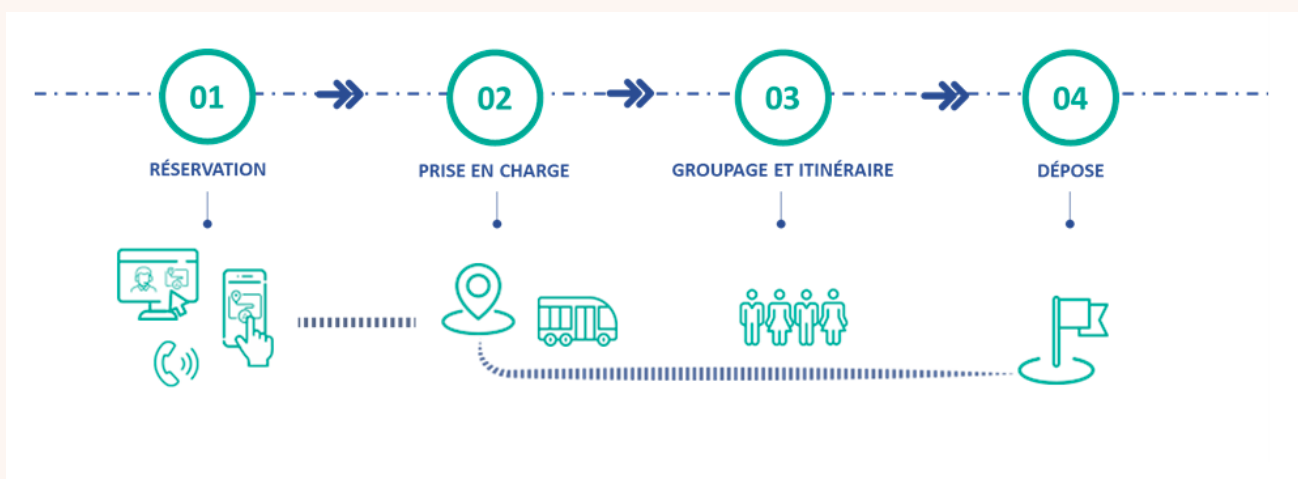 01
02
03
04
RÉSERVATION
PRISE EN CHARGE
GROUPAGE ET ITINÉRAIRE
DÉPOSE